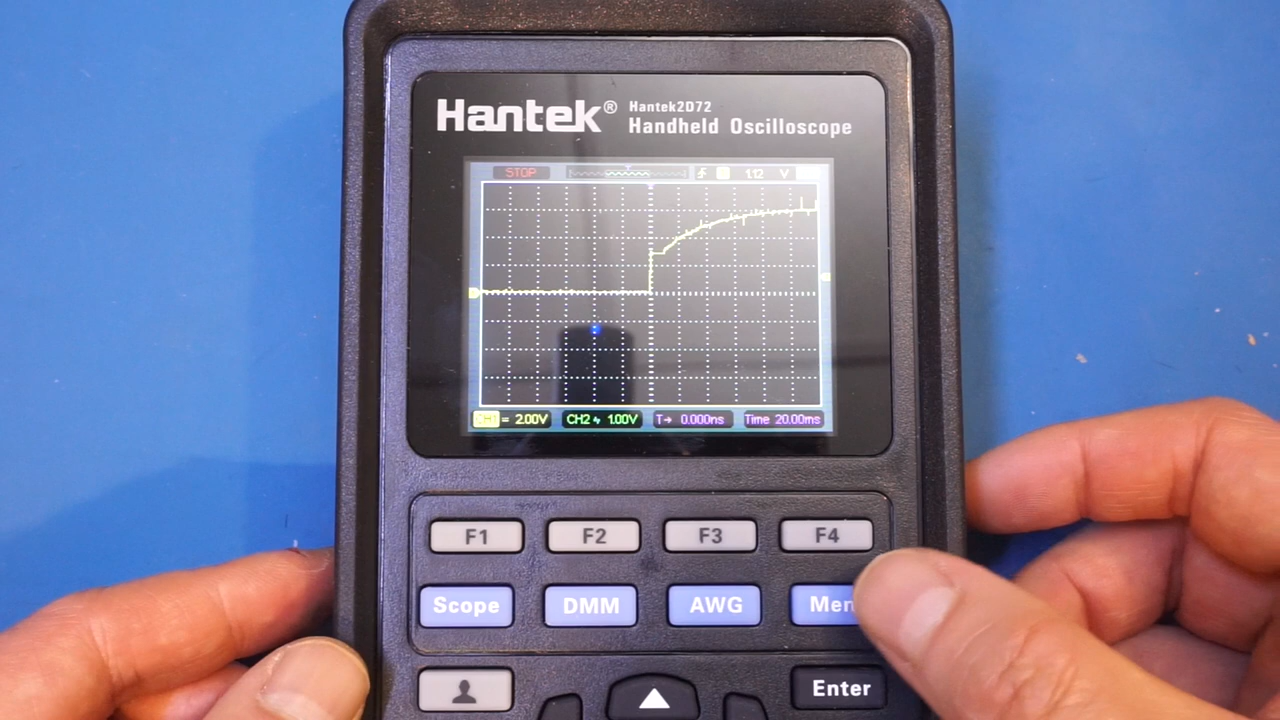 Hantek® Hantek2D72
Handheld Oscilloscope
STOP 1.12 V
CH1 = 2.00V CH2 1.00V T→ 0.000ns Time 20.00ms
F1 F2 F3 F4
Scope DMM AWG Men
Enter